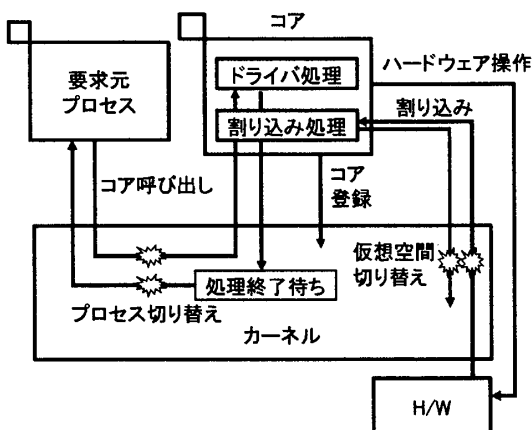 コア
要求元
プロセス
ドライバ処理
割り込み処理
ハードウェア操作
割り込み
コア呼び出し
コア
登録
仮想空間
切り替え
処理終了待ち
プロセス切り替え
カーネル
H/W